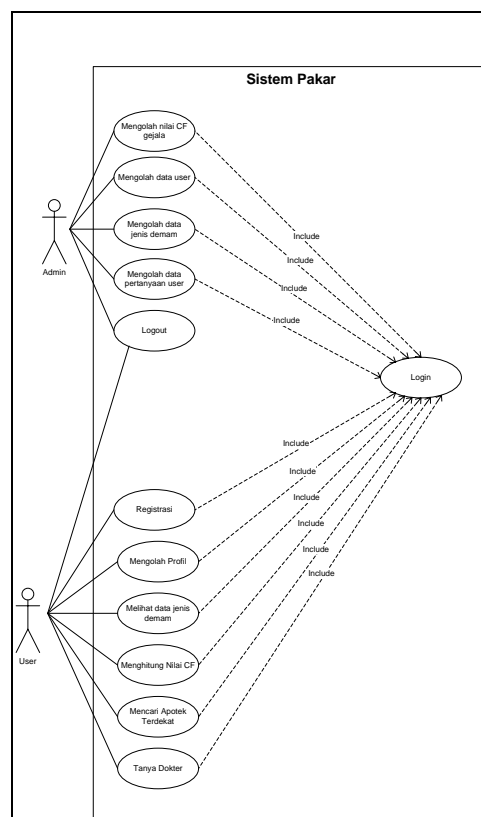 Sistem Pakar
Mengolah nilai CF
gejala
Mengolah data user
Mengolah data
jenis demam
Mengolah data
pertanyaan user
Logout
Admin
Include
Include
Include
Include
Login
Registrasi
Mengolah Profil
Melihat data jenis
demam
Menghitung Nilai CF
Mencari Apotek
Terdekat
Tanya Dokter
User
Include
Include
Include
Include
Include
Include